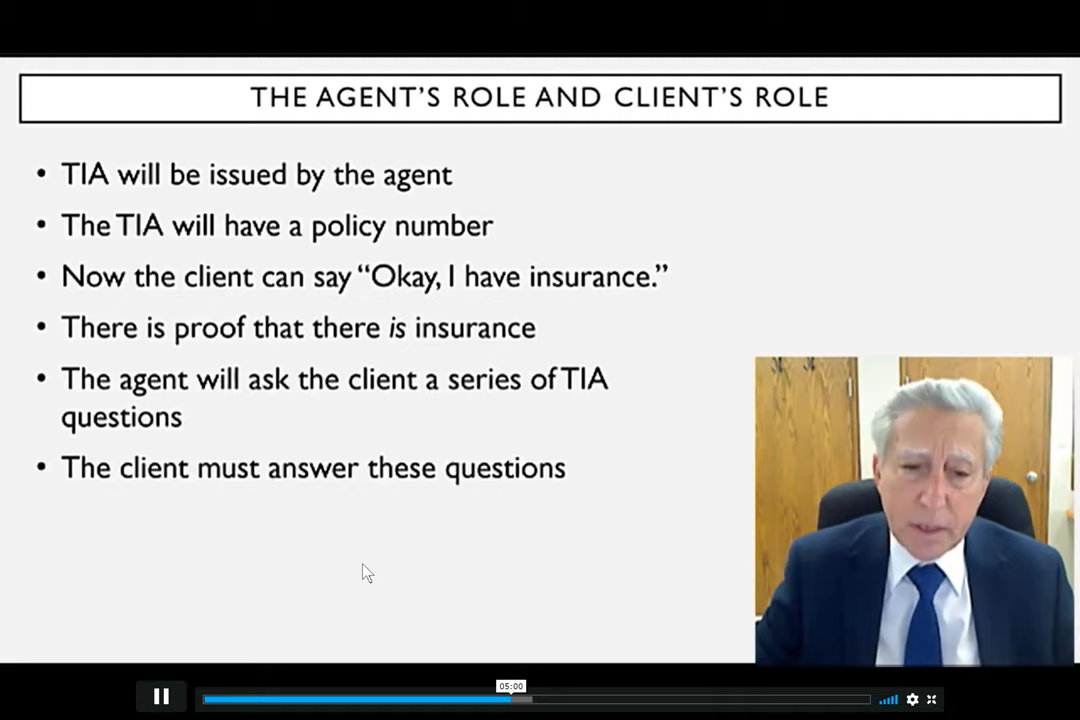 THE AGENT'S ROLE AND CLIENT'S ROLE
• TIA will be issued by the agent
• The TIA will have a policy number
• Now the client can say “Okay, I have insurance.”
• There is proof that there is insurance
• The agent will ask the client a series of TIA
questions
• The client must answer these questions
05:00